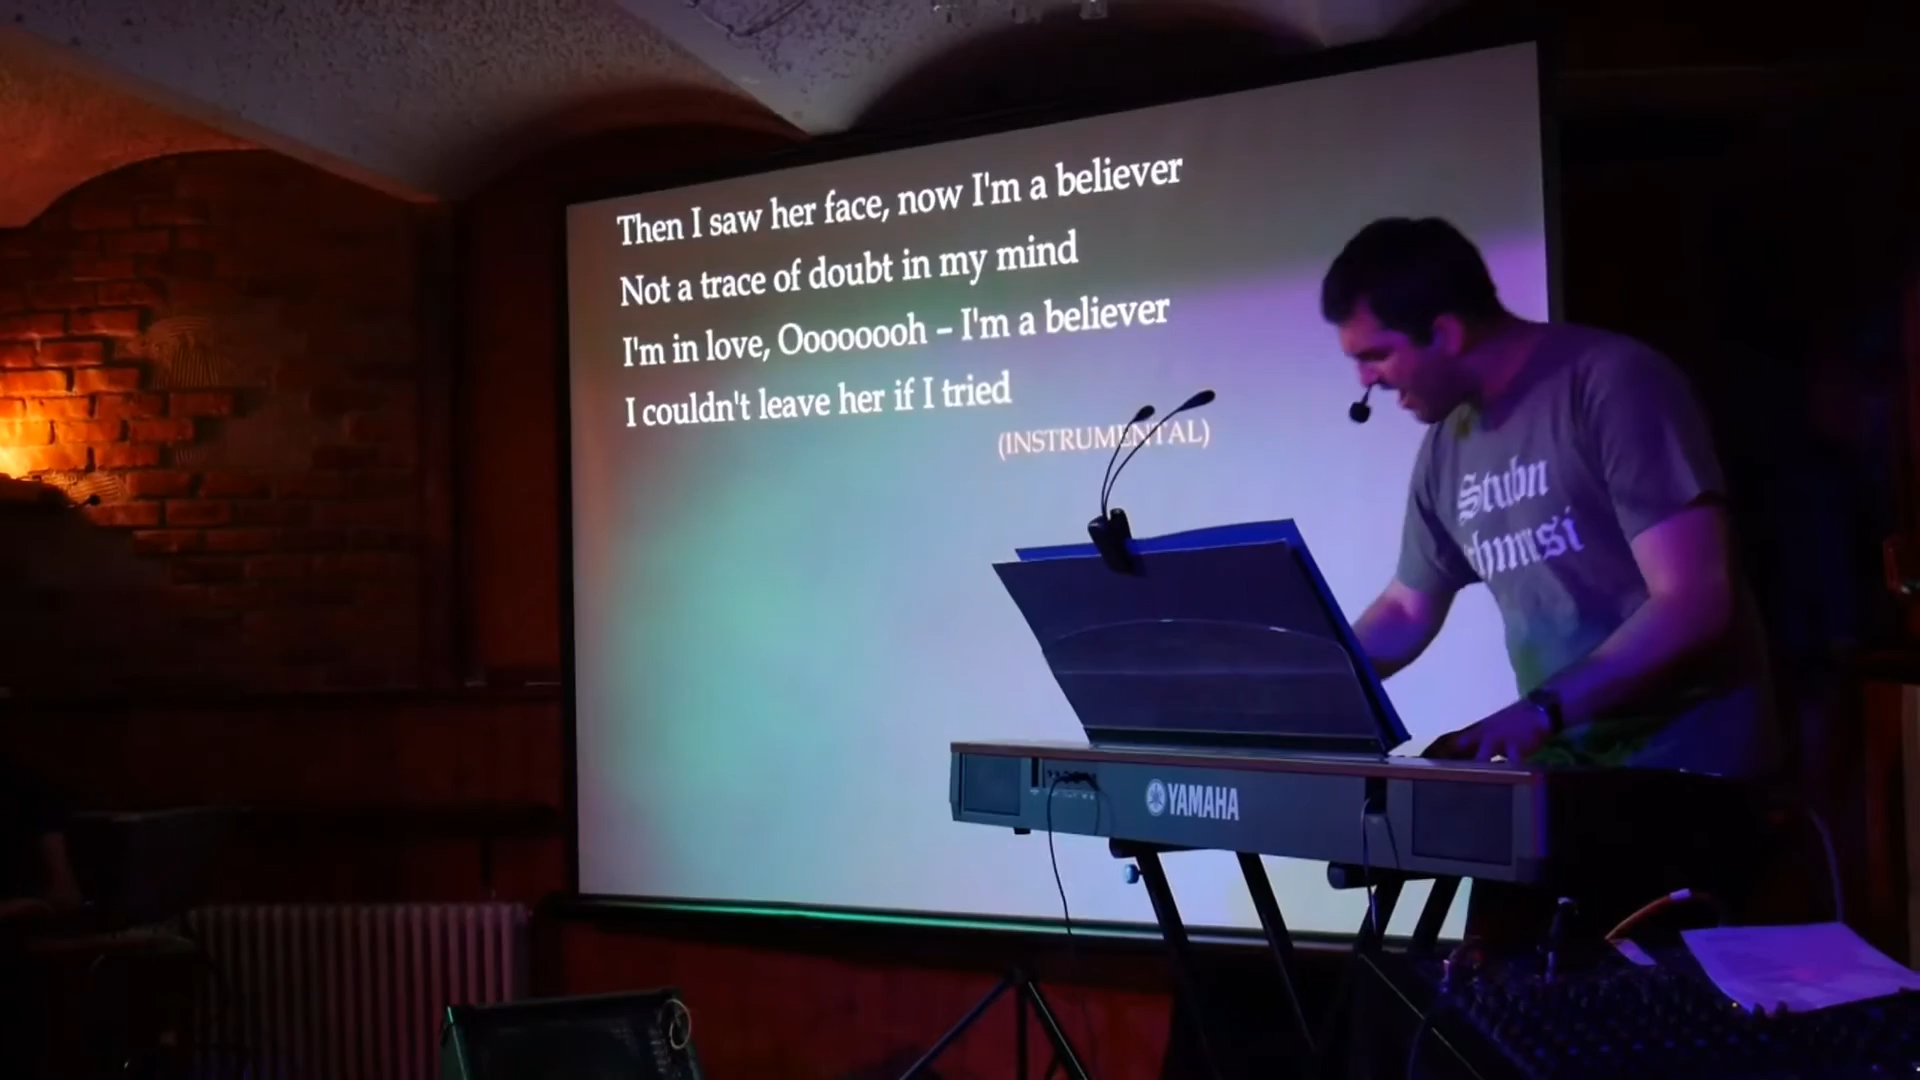 Then I saw her face, now I'm a believer
Not a trace of doubt in my mind
I'm in love, Oooooooh – I'm a believer
I couldn't leave her if I tried
(INSTRUMENTAL)
Stubn
YAMAHA